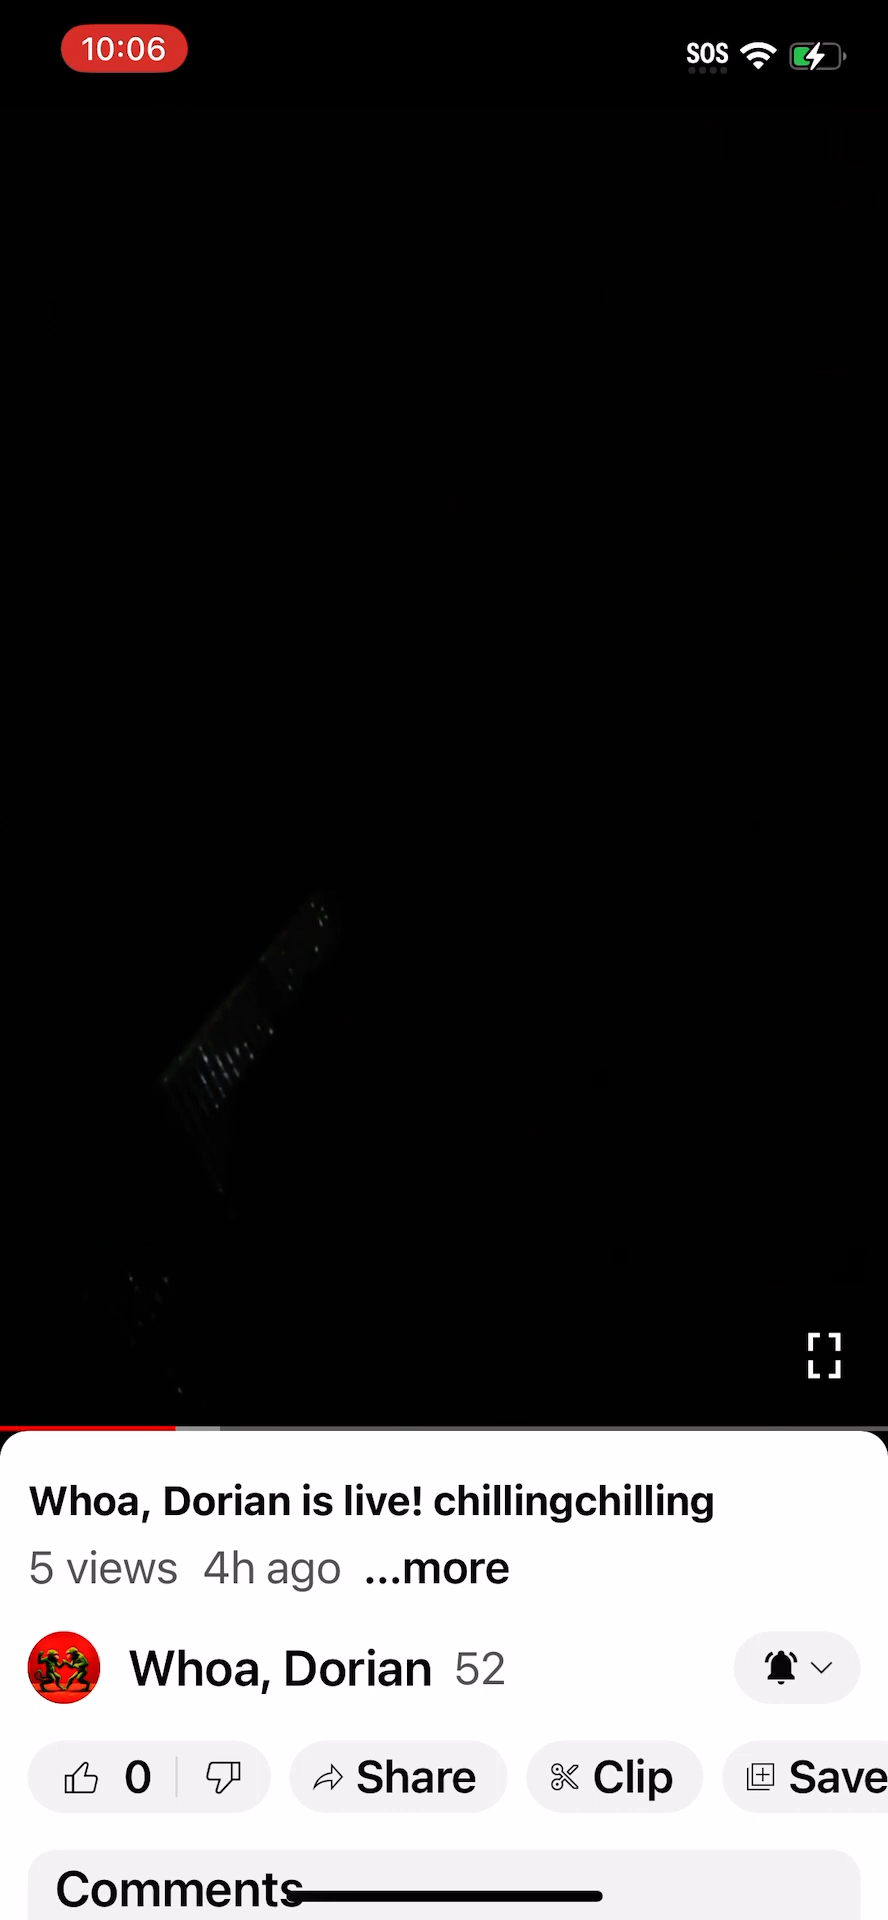 10:06
SOS
Whoa, Dorian is live! chillingchilling
5 views 4h ago ...more
Whoa, Dorian 52
0 Share Clip Save
Comments